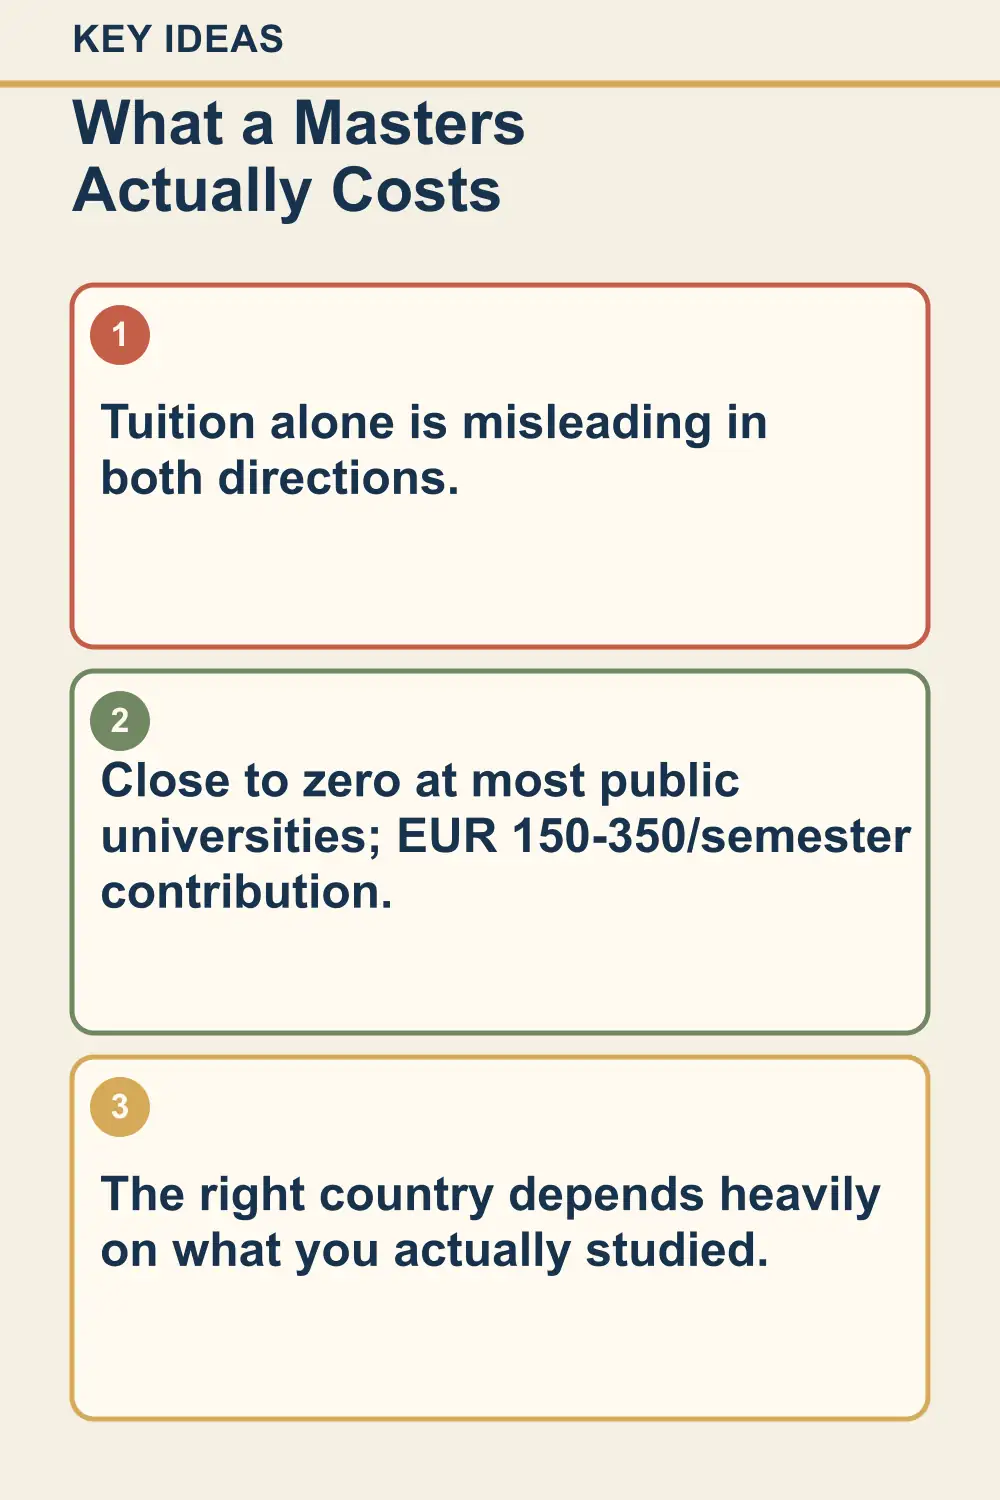 KEY IDEAS
What a Masters
Actually Costs
1
Tuition alone is misleading in
both directions.
2
Close to zero at most public
universities; EUR 150-350/semester
contribution.
3
The right country depends heavily
on what you actually studied.